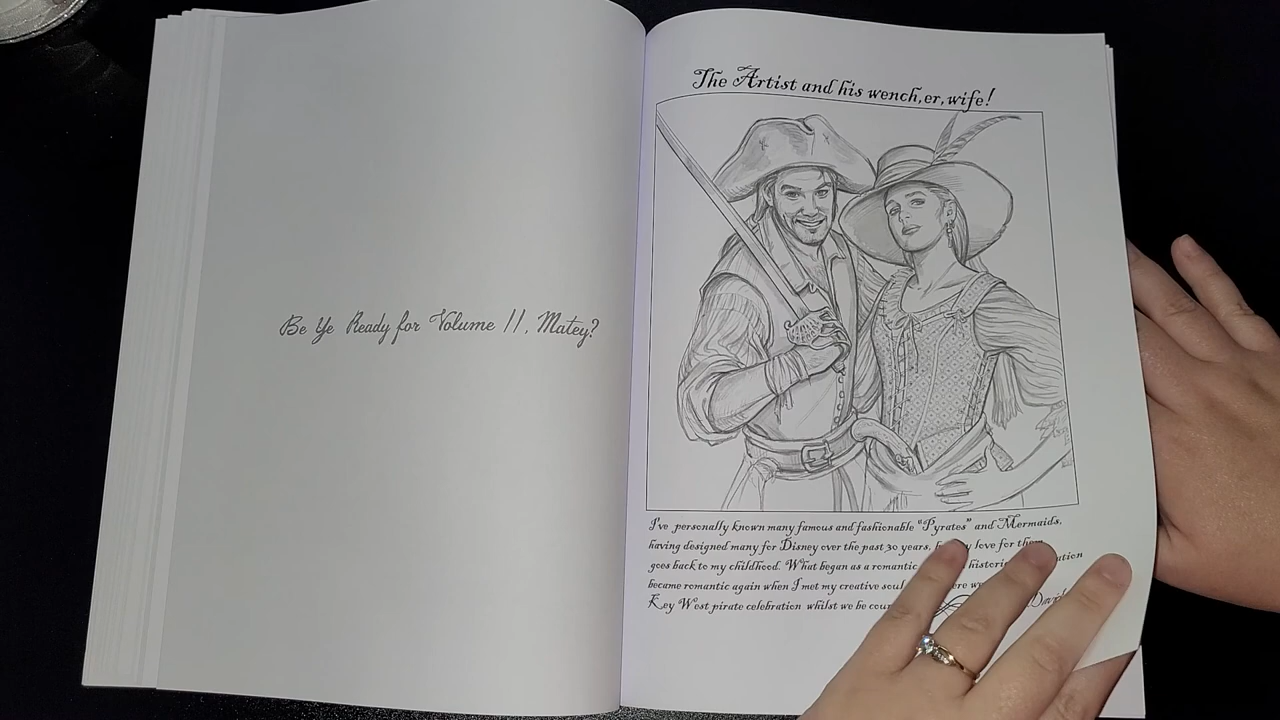 Be Ye Ready for Volume II, Matey?
The Artist and his wench, er, wife!
I've personally known many famous and fashionable "Pyrates" and Mermaids,
having designed many for Disney over the past 30 years, love for them
goes back to my childhood. What began as a romantic
became romantic again when I met my creative soul
Key West pirate celebration whilst we be